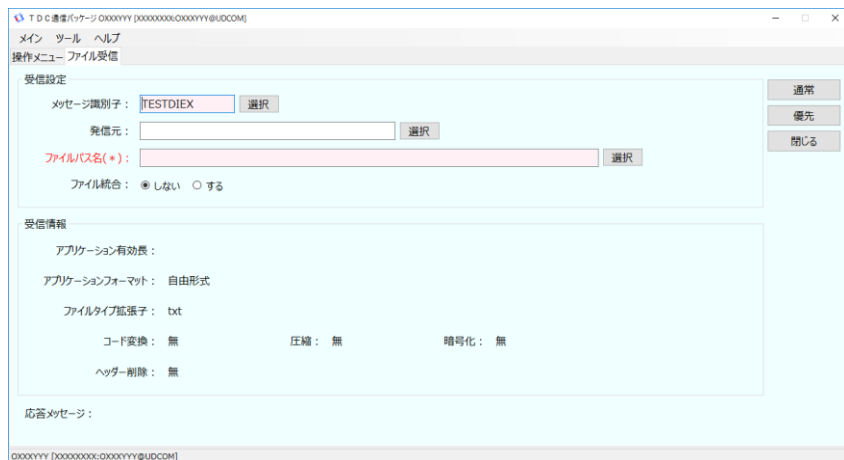 TDC通信パッケージ OXXXYYY [XXXXXXXX:OXXXYYY@UDCOM]
メイン ツール ヘルプ
操作メニュー ファイル受信
受信設定
メッセージ識別子： TESTDIEX 選択
発信元： 選択
ファイルパス名(＊)： 選択
ファイル統合： しない する
通常
優先
閉じる
受信情報
アプリケーション有効長：
アプリケーションフォーマット： 自由形式
ファイルタイプ拡張子： txt
コード変換： 無 圧縮： 無 暗号化： 無
ヘッダー削除： 無
応答メッセージ：
OXXXYYY [XXXXXXXX:OXXXYYY@UDCOM]